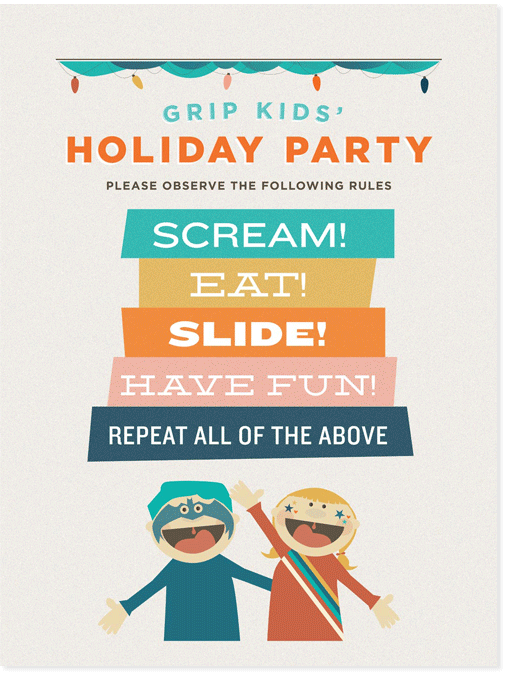 GRIP KIDS'
HOLIDAY PARTY
PLEASE OBSERVE THE FOLLOWING RULES
SCREAM!
EAT!
SLIDE!
HAVE FUN!
REPEAT ALL OF THE ABOVE